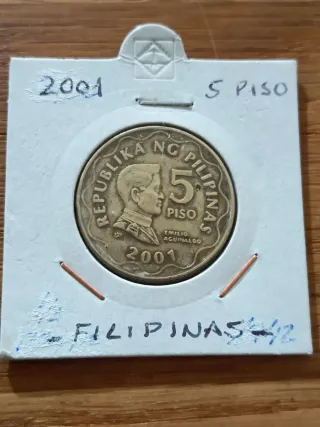 2001 5 PISO
REPUBLIKA NG PILIPINAS
5
PISO
EMILIO
AGUINALDO
2001
-FILIPINAS-